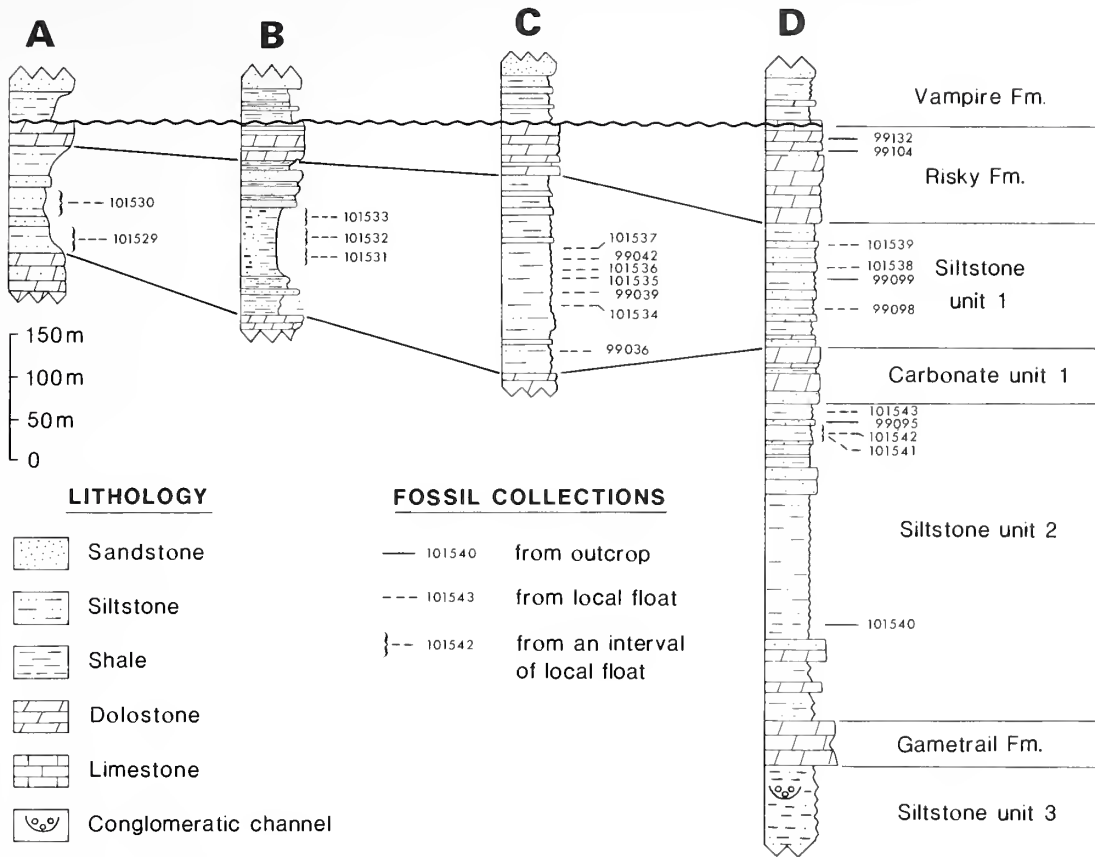 A
B
C
D
Vampire Fm.
99132
99104
Risky Fm.
101530
101529
101533
101532
101531
101537
99042
101536
101535
99039
101534
99036
101539
101538
99099
99098
Siltstone
unit 1
Carbonate unit 1
150 m
100 m
50 m
0
101543
99095
101542
101541
Siltstone unit 2
101540
Gametrail Fm.
Siltstone unit 3
LITHOLOGY
Sandstone
Siltstone
Shale
Dolostone
Limestone
Conglomeratic channel
FOSSIL COLLECTIONS
101540 from outcrop
101543 from local float
101542 from an interval
of local float